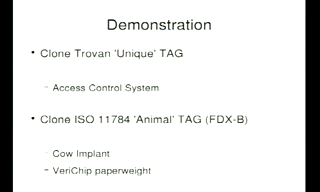 Demonstration
• Clone Trovan 'Unique' TAG
- Access Control System
• Clone ISO 11784 'Animal' TAG (FDX-B)
- Cow Implant
- VeriChip paperweight